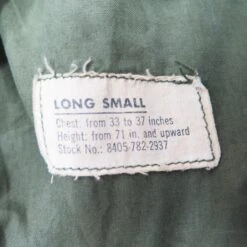 LONG SMALL
Chest: from 33 to 37 inches
Height: from 71 in. and upward
Stock No.: 8405-782-2937